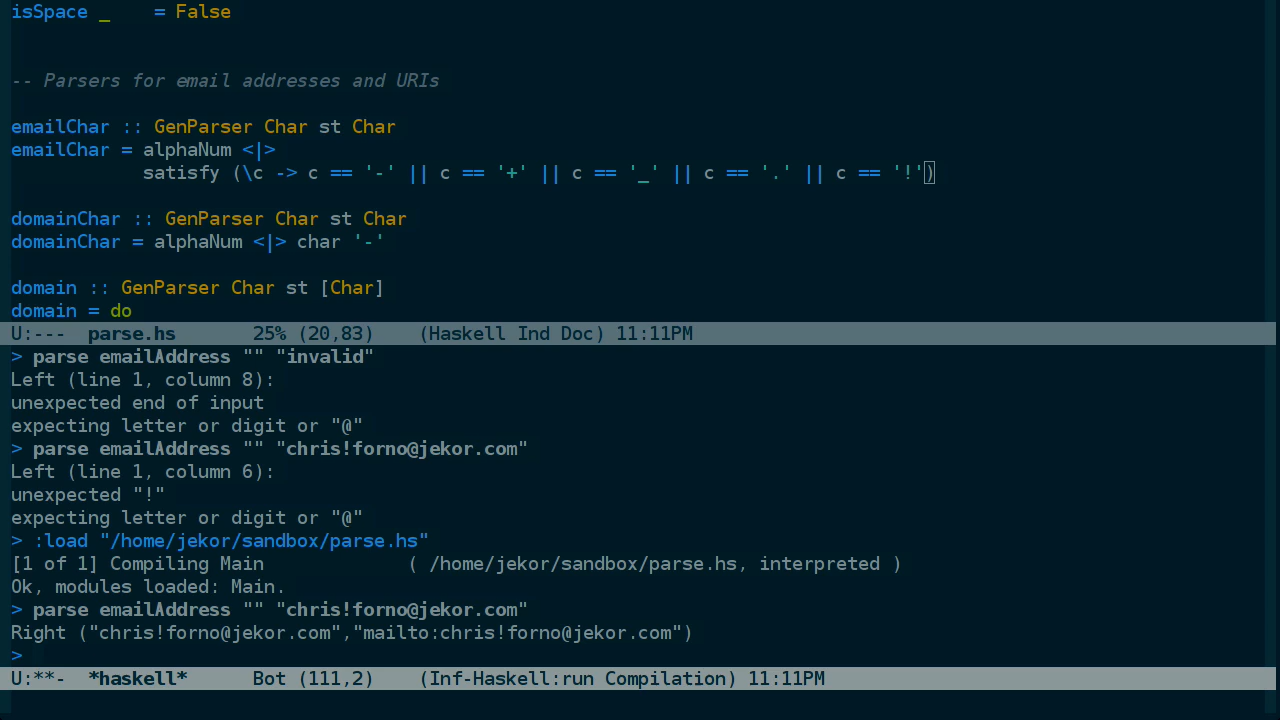 isSpace _    = False
-- Parsers for email addresses and URIs
emailChar :: GenParser Char st Char
emailChar = alphaNum <|>
            satisfy (\c -> c == '-' || c == '+' || c == '_' || c == '.' || c == '!')
domainChar :: GenParser Char st Char
domainChar = alphaNum <|> char '-'
domain :: GenParser Char st [Char]
domain = do
U:---  parse.hs       25% (20,83)    (Haskell Ind Doc) 11:11PM
> parse emailAddress "" "invalid"
Left (line 1, column 8):
unexpected end of input
expecting letter or digit or "@"
> parse emailAddress "" "chris!forno@jekor.com"
Left (line 1, column 6):
unexpected "!"
expecting letter or digit or "@"
> :load "/home/jekor/sandbox/parse.hs"
[1 of 1] Compiling Main             ( /home/jekor/sandbox/parse.hs, interpreted )
Ok, modules loaded: Main.
> parse emailAddress "" "chris!forno@jekor.com"
Right ("chris!forno@jekor.com","mailto:chris!forno@jekor.com")
>
U:**-  *haskell*      Bot (111,2)    (Inf-Haskell:run Compilation) 11:11PM